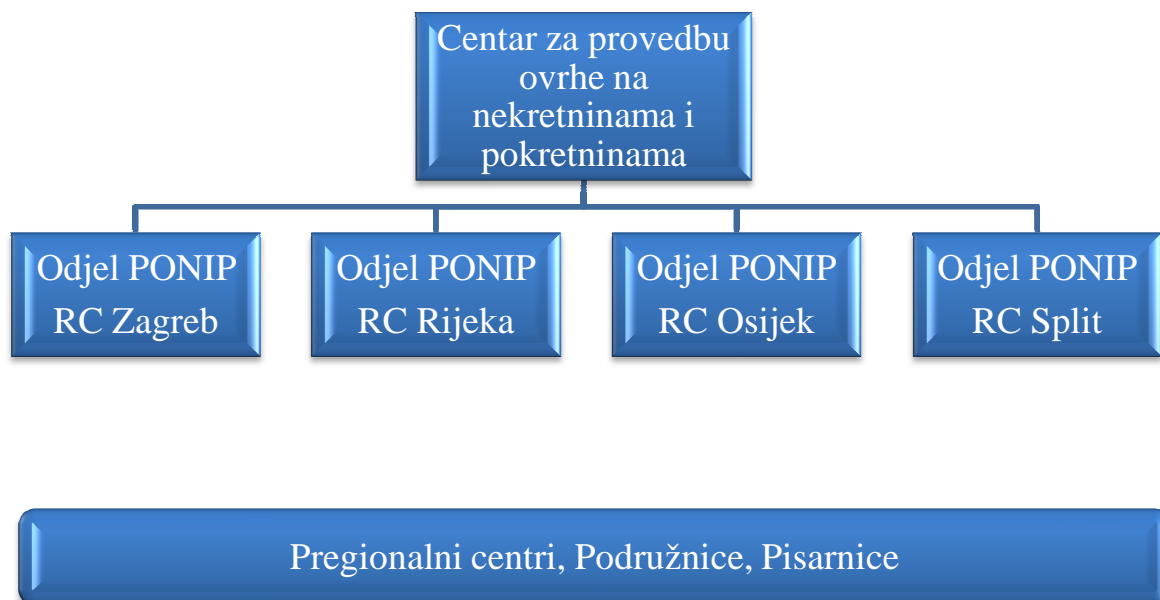 Centar za provedbu
ovrhe na
nekretninama i
pokretninama
Odjel PONIP
RC Zagreb
Odjel PONIP
RC Rijeka
Odjel PONIP
RC Osijek
Odjel PONIP
RC Split
Pregionalni centri, Podružnice, Pisarnice